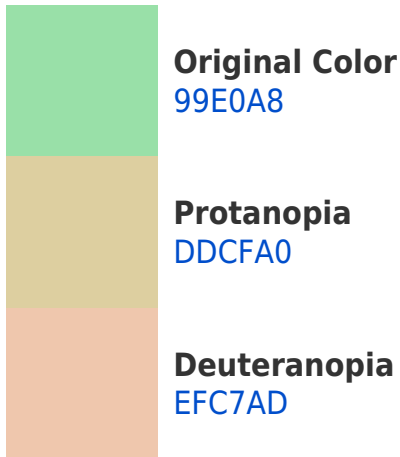 Original Color
99E0A8
Protanopia
DDCFA0
Deuteranopia
EFC7AD